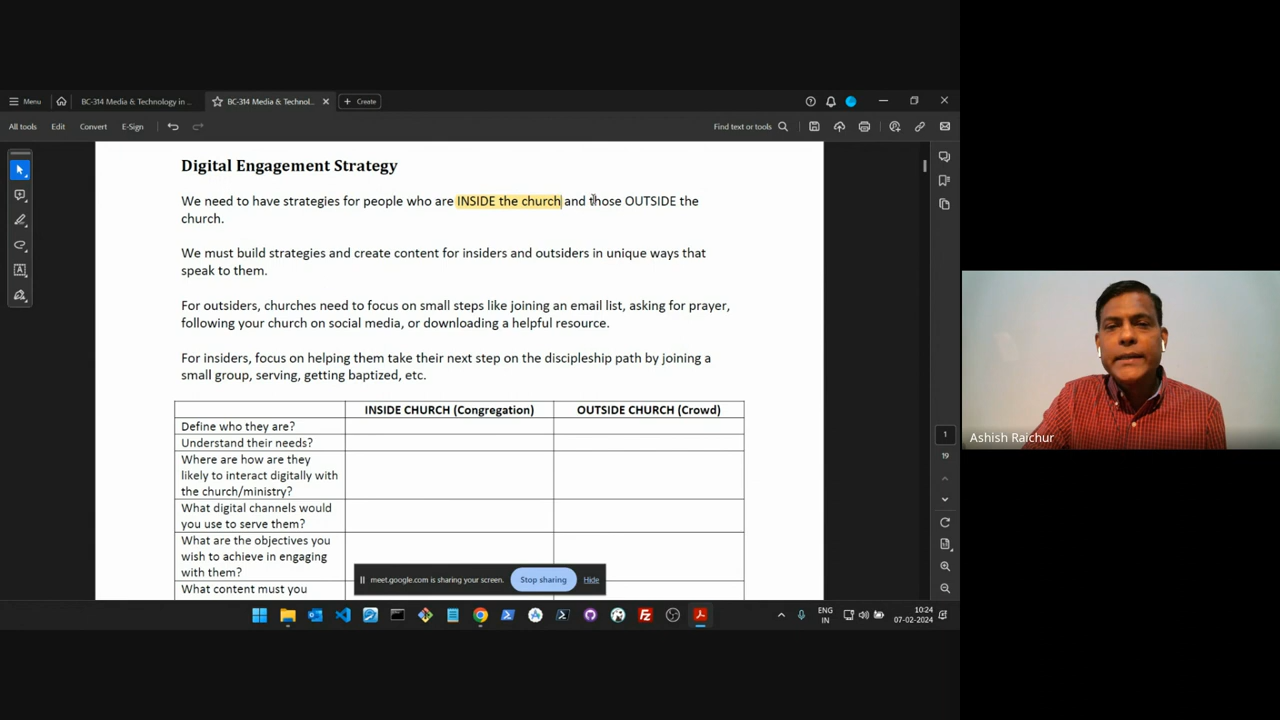 Menu
BC-314 Media & Technology in ...
BC-314 Media & Technol...
Create
All tools
Edit
Convert
E-Sign
Find text or tools
Digital Engagement Strategy
We need to have strategies for people who are INSIDE the church and those OUTSIDE the
church.
We must build strategies and create content for insiders and outsiders in unique ways that
speak to them.
For outsiders, churches need to focus on small steps like joining an email list, asking for prayer,
following your church on social media, or downloading a helpful resource.
For insiders, focus on helping them take their next step on the discipleship path by joining a
small group, serving, getting baptized, etc.
INSIDE CHURCH (Congregation)
OUTSIDE CHURCH (Crowd)
Define who they are?
Understand their needs?
Where are how are they
likely to interact digitally with
the church/ministry?
What digital channels would
you use to serve them?
What are the objectives you
wish to achieve in engaging
with them?
What content must you
1
19
meet.google.com is sharing your screen.
Stop sharing
Hide
ENG
IN
10:24
07-02-2024
Ashish Raichur